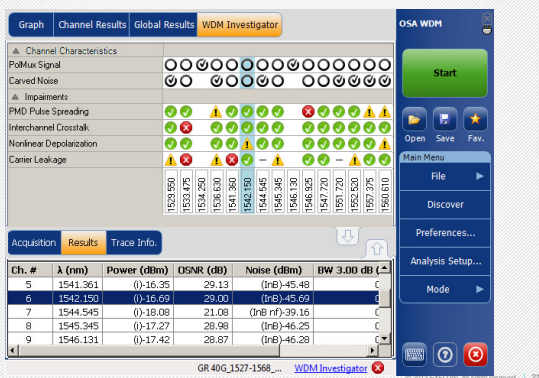 Graph Channel Results Global Results WDM Investigator
OSA WDM
Channel Characteristics
PolMux Signal
Carved Noise
Impairments
PMD Pulse Spreading
Interchannel Crosstalk
Nonlinear Depolarization
Carrier Leakage
1529.550 1533.475 1534.250 1536.630 1541.360 1542.150 1544.545 1545.345 1546.130 1546.925 1547.720 1551.720 1552.520 1557.375 1560.610
Start
Open Save Fav.
Main Menu
File
Discover
Preferences...
Analysis Setup...
Mode
Acquisition Results Trace Info.
Ch. # λ (nm) Power (dBm) OSNR (dB) Noise (dBm) BW 3.00 dB (
5 1541.361 (i)-16.35 29.13 (InB)-45.48
6 1542.150 (i)-16.69 29.00 (InB)-45.69
7 1544.545 (i)-18.08 21.08 (InB nf)-39.16
8 1545.345 (i)-17.27 28.98 (InB)-46.25
9 1546.131 (i)-17.42 28.87 (InB)-46.28
GR 40G_1527-1568_... WDM Investigator